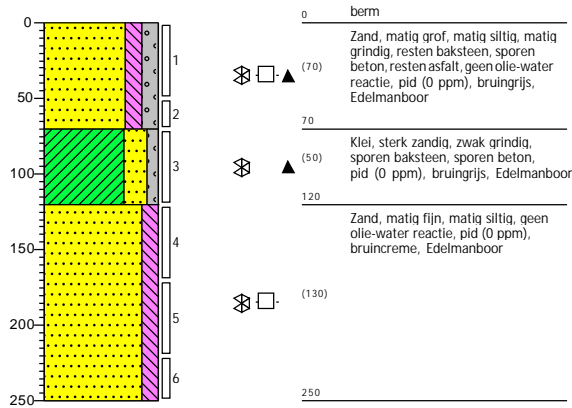 0 berm
0
Zand, matig grof, matig siltig, matig
grindig, resten baksteen, sporen
beton, resten asfalt, geen olie-water
reactie, pid (0 ppm), bruingrijs,
Edelmanboor
(70)
1
50
2
70
Klei, sterk zandig, zwak grindig,
sporen baksteen, sporen beton,
pid (0 ppm), bruingrijs, Edelmanboor
(50)
3
100
120
Zand, matig fijn, matig siltig, geen
olie-water reactie, pid (0 ppm),
bruincreme, Edelmanboor
4
150
(130)
5
200
6
250
250